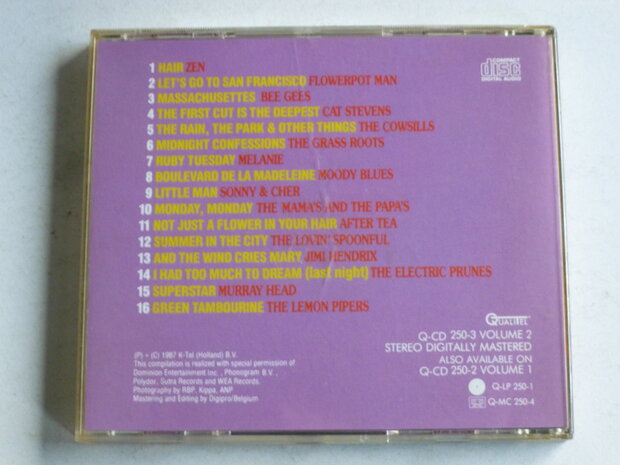 COMPACT
disc
DIGITAL AUDIO
1 HAIR ZEN
2 LET'S GO TO SAN FRANCISCO FLOWERPOT MAN
3 MASSACHUSETTES BEE GEES
4 THE FIRST CUT IS THE DEEPEST CAT STEVENS
5 THE RAIN, THE PARK & OTHER THINGS THE COWSILLS
6 MIDNIGHT CONFESSIONS THE GRASS ROOTS
7 RUBY TUESDAY MELANIE
8 BOULEVARD DE LA MADELEINE MOODY BLUES
9 LITTLE MAN SONNY & CHER
10 MONDAY, MONDAY THE MAMA'S AND THE PAPA'S
11 NOT JUST A FLOWER IN YOUR HAIR AFTER TEA
12 SUMMER IN THE CITY THE LOVIN' SPOONFUL
13 AND THE WIND CRIES MARY JIMI HENDRIX
14 I HAD TOO MUCH TO DREAM (last night) THE ELECTRIC PRUNES
15 SUPERSTAR MURRAY HEAD
16 GREEN TAMBOURINE THE LEMON PIPERS
QUALITEL
Q-CD 250-3 VOLUME 2
STEREO DIGITALLY MASTERED
ALSO AVAILABLE ON
Q-CD 250-2 VOLUME 1
Q-LP 250-1
Q-MC 250-4
(P) + (C) 1987 K-Tel (Holland) B.V.
This compilation is realized with special permission of
Dominion Entertainment Inc., Phonogram B.V.,
Polydor, Sutra Records and WEA Records.
Photography by RBP, Kippa, ANP
Mastering and Editing by Digipro/Belgium